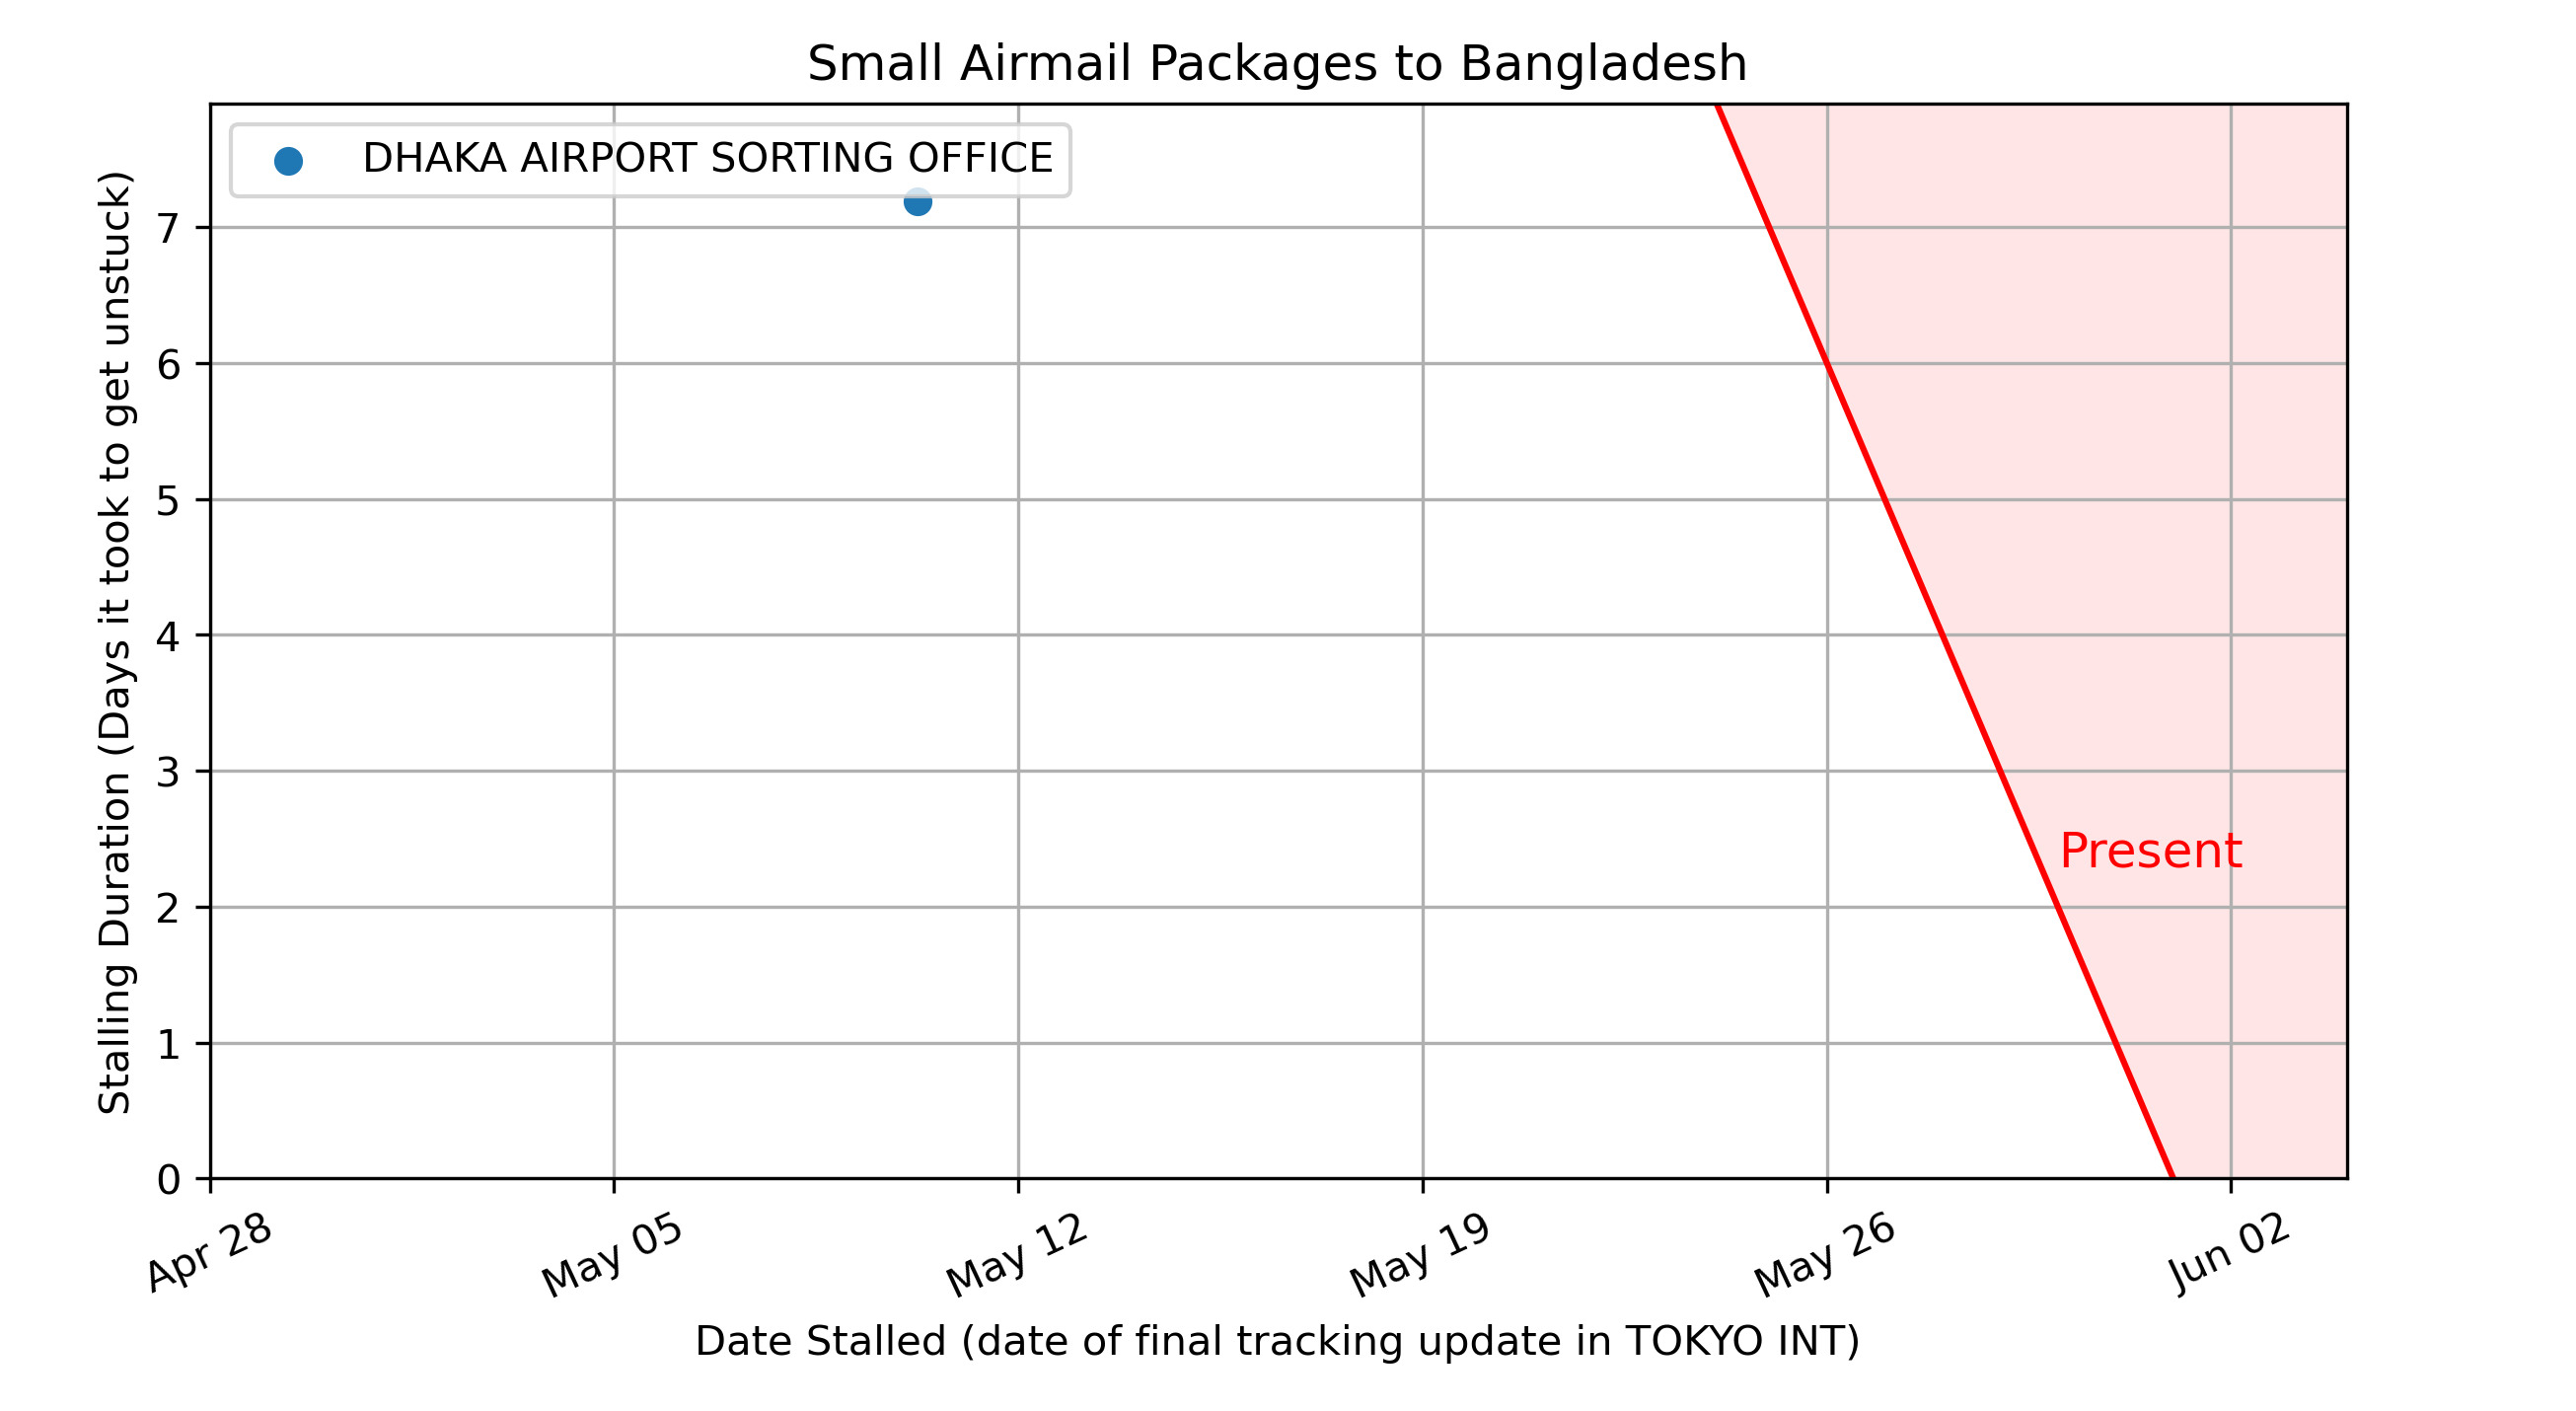 Small Airmail Packages to Bangladesh
DHAKA AIRPORT SORTING OFFICE
Stalling Duration (Days it took to get unstuck)
7
6
5
4
3
2
1
0
Present
Apr 28
May 05
May 12
May 19
May 26
Jun 02
Date Stalled (date of final tracking update in TOKYO INT)